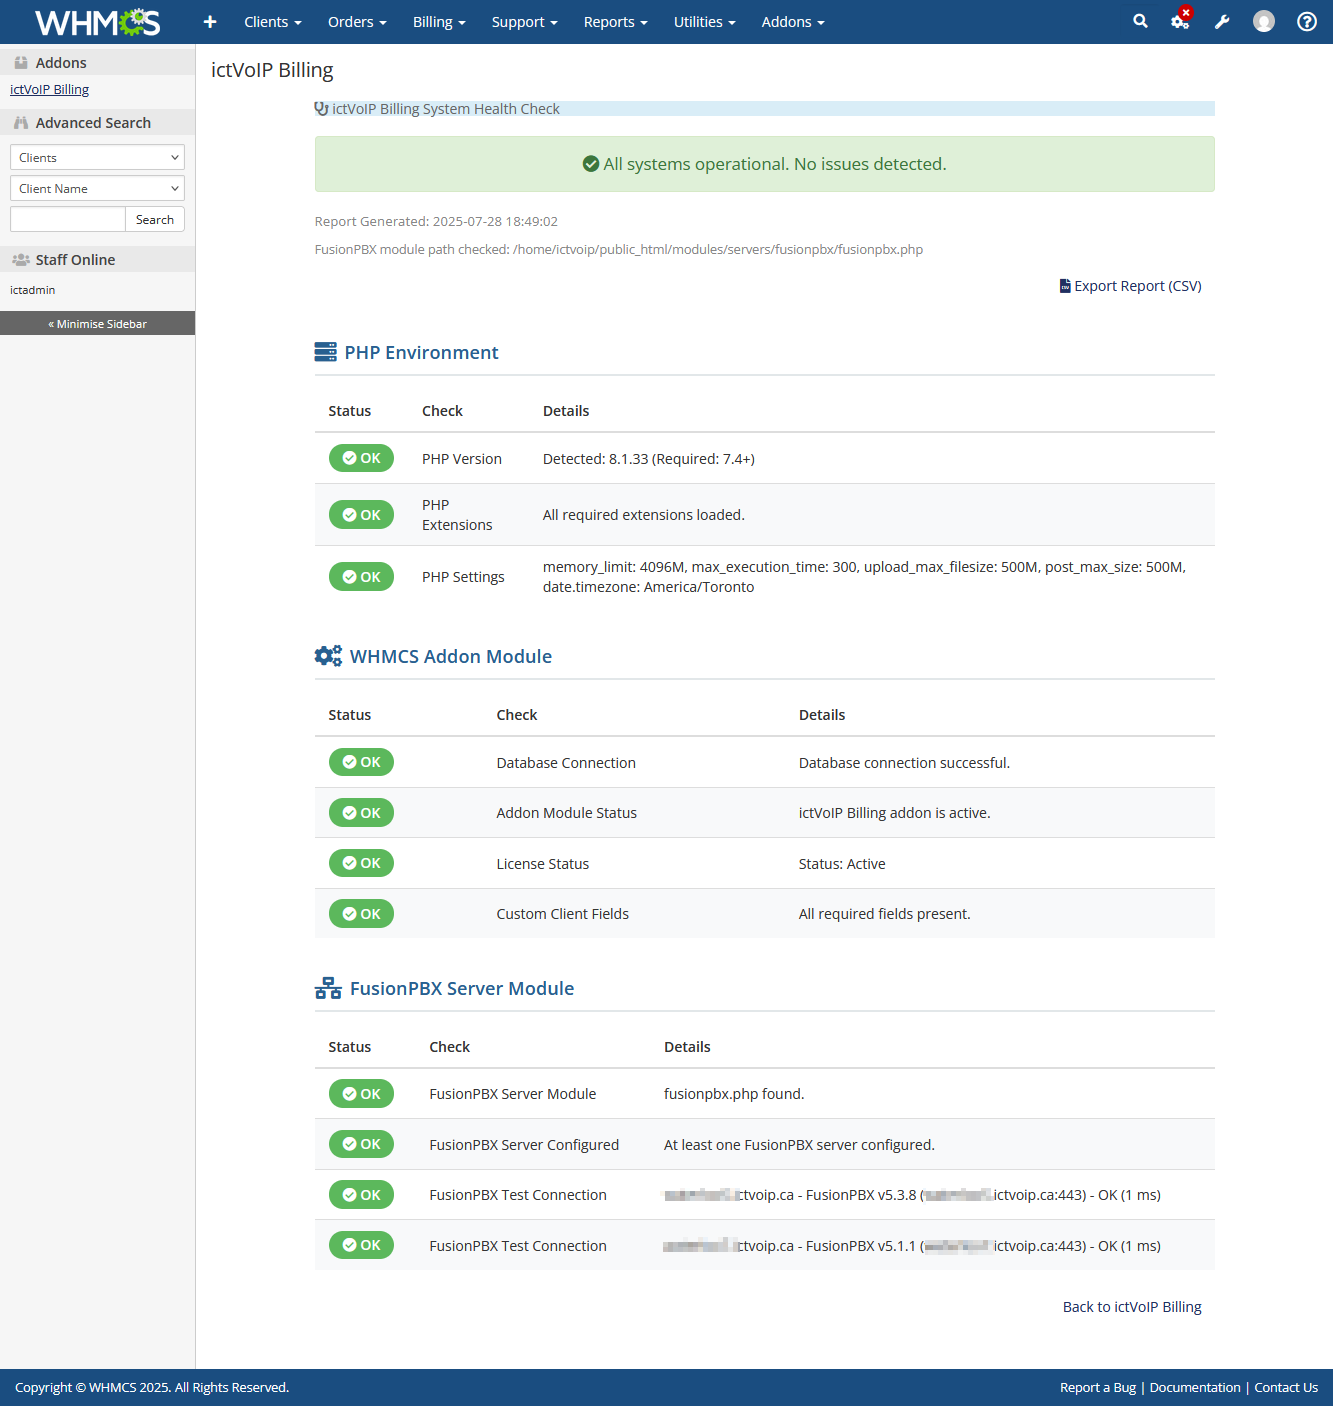 WHMCS
Clients Orders Billing Support Reports Utilities Addons
Addons
ictVoIP Billing
Advanced Search
Clients
Client Name
Search
Staff Online
ictadmin
« Minimise Sidebar
ictVoIP Billing
ictVoIP Billing System Health Check
All systems operational. No issues detected.
Report Generated: 2025-07-28 18:49:02
FusionPBX module path checked: /home/ictvoip/public_html/modules/servers/fusionpbx/fusionpbx.php
Export Report (CSV)
PHP Environment
Status Check Details
OK PHP Version Detected: 8.1.33 (Required: 7.4+)
OK PHP
Extensions All required extensions loaded.
OK PHP Settings memory_limit: 4096M, max_execution_time: 300, upload_max_filesize: 500M, post_max_size: 500M,
date.timezone: America/Toronto
WHMCS Addon Module
Status Check Details
OK Database Connection Database connection successful.
OK Addon Module Status ictVoIP Billing addon is active.
OK License Status Status: Active
OK Custom Client Fields All required fields present.
FusionPBX Server Module
Status Check Details
OK FusionPBX Server Module fusionpbx.php found.
OK FusionPBX Server Configured At least one FusionPBX server configured.
OK FusionPBX Test Connection ctvoip.ca - FusionPBX v5.3.8 ( ictvoip.ca:443) - OK (1 ms)
OK FusionPBX Test Connection ctvoip.ca - FusionPBX v5.1.1 ( ictvoip.ca:443) - OK (1 ms)
Back to ictVoIP Billing
Copyright © WHMCS 2025. All Rights Reserved.
Report a Bug | Documentation | Contact Us